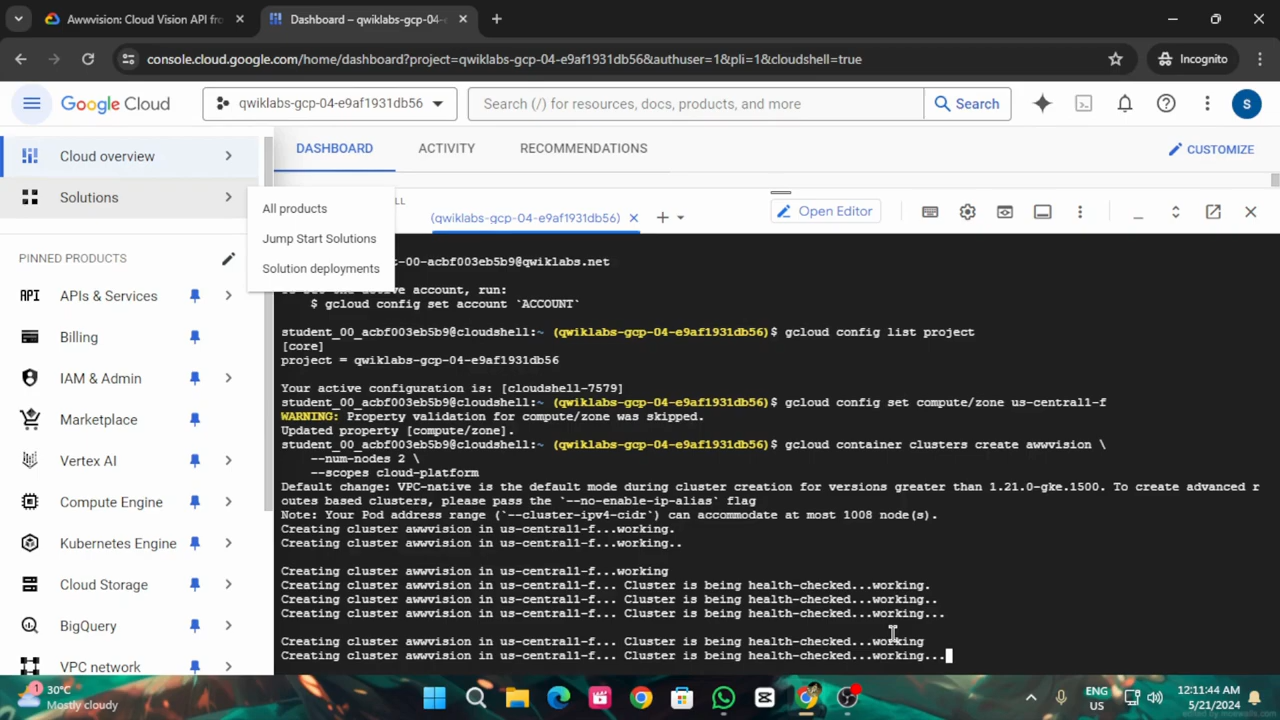 Awwvision: Cloud Vision API fro
Dashboard – qwiklabs-gcp-04-e
console.cloud.google.com/home/dashboard?project=qwiklabs-gcp-04-e9af1931db56&authuser=1&pli=1&cloudshell=true
Incognito
Google Cloud
qwiklabs-gcp-04-e9af1931db56
Search (/) for resources, docs, products, and more
Search
S
Cloud overview
DASHBOARD
ACTIVITY
RECOMMENDATIONS
CUSTOMIZE
Solutions
All products
Jump Start Solutions
Solution deployments
LL
(qwiklabs-gcp-04-e9af1931db56)
Open Editor
PINNED PRODUCTS
API APIs & Services
Billing
IAM & Admin
Marketplace
Vertex AI
Compute Engine
Kubernetes Engine
Cloud Storage
BigQuery
VPC network
t-00-acbf003eb5b9@qwiklabs.net
active account, run:
$ gcloud config set account `ACCOUNT`
student_00_acbf003eb5b9@cloudshell:~ (qwiklabs-gcp-04-e9af1931db56)$ gcloud config list project
[core]
project = qwiklabs-gcp-04-e9af1931db56
Your active configuration is: [cloudshell-7579]
student_00_acbf003eb5b9@cloudshell:~ (qwiklabs-gcp-04-e9af1931db56)$ gcloud config set compute/zone us-central1-f
WARNING: Property validation for compute/zone was skipped.
Updated property [compute/zone].
student_00_acbf003eb5b9@cloudshell:~ (qwiklabs-gcp-04-e9af1931db56)$ gcloud container clusters create awwvision \
--num-nodes 2 \
--scopes cloud-platform
Default change: VPC-native is the default mode during cluster creation for versions greater than 1.21.0-gke.1500. To create advanced r
outes based clusters, please pass the `--no-enable-ip-alias` flag
Note: Your Pod address range (`--cluster-ipv4-cidr`) can accommodate at most 1008 node(s).
Creating cluster awwvision in us-central1-f...working.
Creating cluster awwvision in us-central1-f...working..
Creating cluster awwvision in us-central1-f...working
Creating cluster awwvision in us-central1-f... Cluster is being health-checked...working.
Creating cluster awwvision in us-central1-f... Cluster is being health-checked...working..
Creating cluster awwvision in us-central1-f... Cluster is being health-checked...working...
Creating cluster awwvision in us-central1-f... Cluster is being health-checked...working
Creating cluster awwvision in us-central1-f... Cluster is being health-checked...working...
1
30°C
Mostly cloudy
ENG
US
12:11:44 AM
5/21/2024